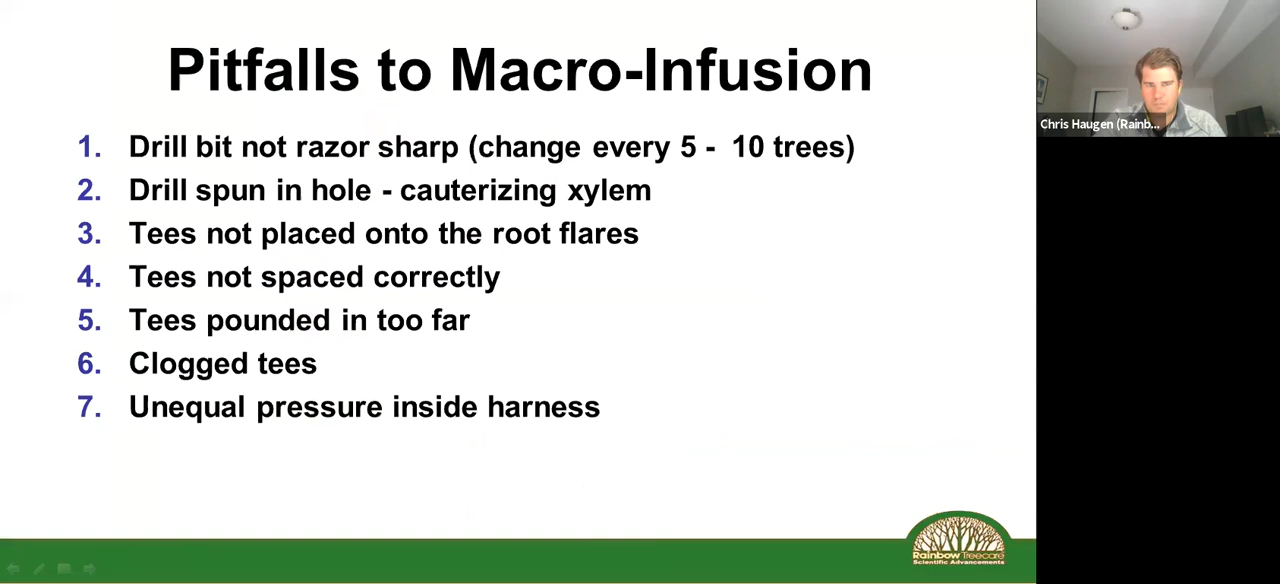 Pitfalls to Macro-Infusion
1. Drill bit not razor sharp (change every 5 - 10 trees)
2. Drill spun in hole - cauterizing xylem
3. Tees not placed onto the root flares
4. Tees not spaced correctly
5. Tees pounded in too far
6. Clogged tees
7. Unequal pressure inside harness
Chris Haugen (Rainb...
Rainbow Treecare
Scientific Advancements